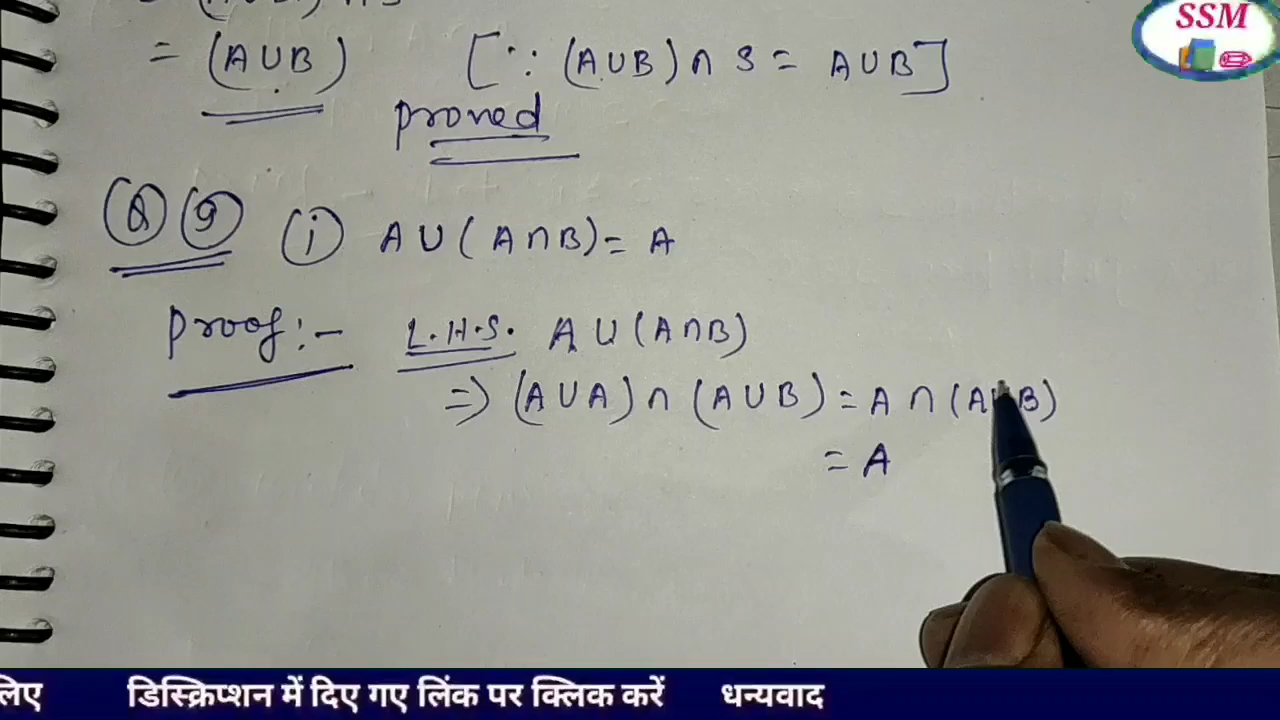 SSM
= (A∪B) [∵ (A∪B)∩ S = A∪B]
proved
Q 9 (i) A∪(A∩B)= A
Proof:- L.H.S. A∪(A∩B)
⇒ (A∪A)∩(A∪B) = A∩(A∪B)
= A
लिए डिस्क्रिप्शन में दिए गए लिंक पर क्लिक करें धन्यवाद